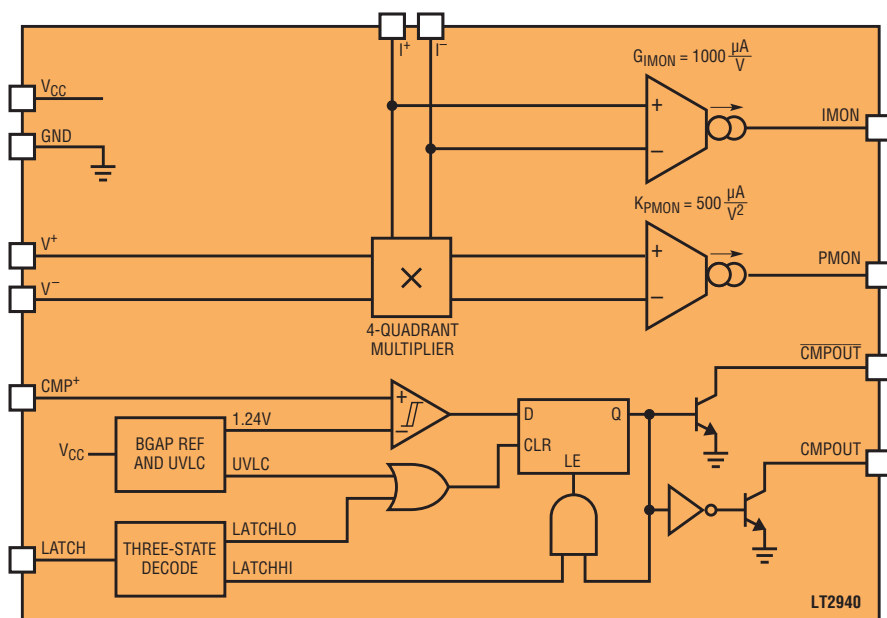 I+
I−
GIMON = 1000 μA/V
VCC
GND
+
−
IMON
KPMON = 500 μA/V2
V+
V−
+
−
PMON
×
4-QUADRANT
MULTIPLIER
CMPOUT
CMP+
+
−
1.24V
BGAP REF
AND UVLC
VCC
UVLC
D
Q
CLR
LE
CMPOUT
LATCH
THREE-STATE
DECODE
LATCHLO
LATCHHI
LT2940